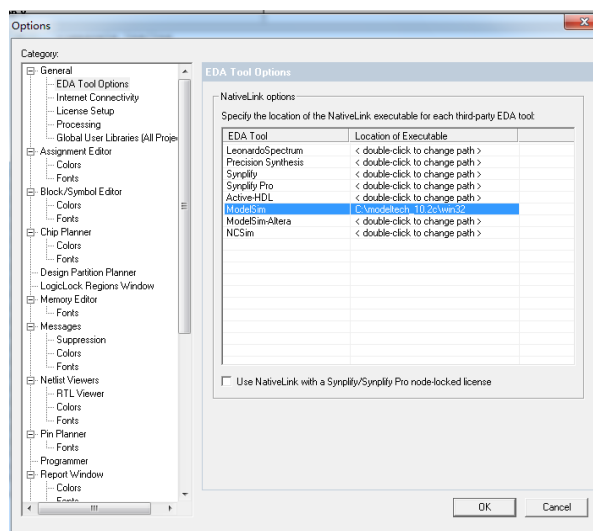 Options
Category:
General
EDA Tool Options
Internet Connectivity
License Setup
Processing
Global User Libraries (All Proje
Assignment Editor
Colors
Fonts
Block/Symbol Editor
Colors
Fonts
Chip Planner
Colors
Fonts
Design Partition Planner
LogicLock Regions Window
Memory Editor
Fonts
Messages
Suppression
Colors
Fonts
Netlist Viewers
RTL Viewer
Colors
Fonts
Pin Planner
Fonts
Programmer
Report Window
Colors
Fonts
EDA Tool Options
NativeLink options
Specify the location of the NativeLink executable for each third-party EDA tool:
EDA Tool Location of Executable
LeonardoSpectrum < double-click to change path >
Precision Synthesis < double-click to change path >
Synplify < double-click to change path >
Synplify Pro < double-click to change path >
Active-HDL < double-click to change path >
ModelSim C:\modeltech_10.2c\win32
ModelSim-Altera < double-click to change path >
NCSim < double-click to change path >
Use NativeLink with a Synplify/Synplify Pro node-locked license
OK Cancel